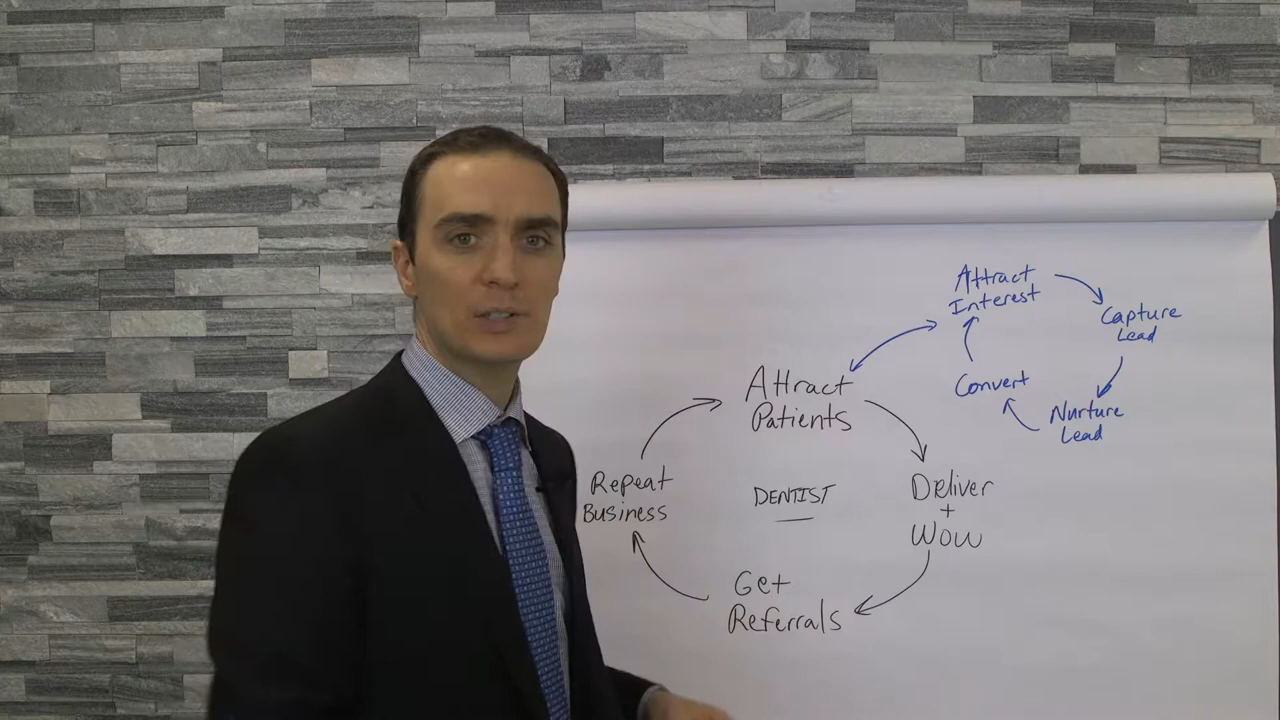 Attract
Interest
Capture
Lead
Nurture
Lead
Convert
Attract
Patients
Deliver
+
Wow
Get
Referrals
Repeat
Business
DENTIST